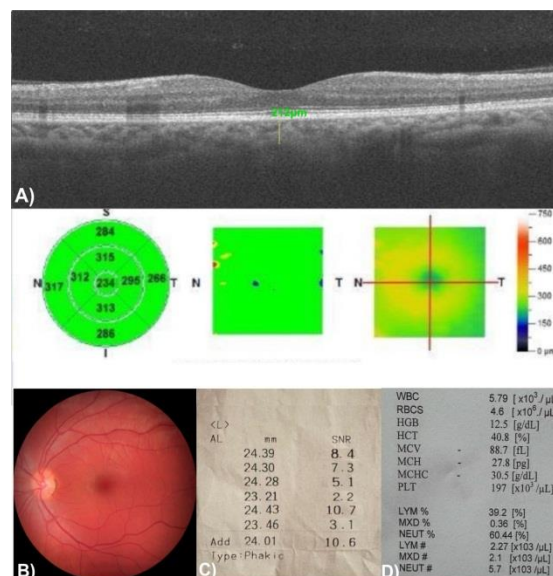 212µm
A)
S
284
315
N 317 312 234 295 266 T
313
286
I
N T
N T
750
600
450
300
150
0 µm
B)
<L>
AL mm SNR
24.39 8.4
24.30 7.3
24.28 5.1
23.21 2.2
24.43 10.7
23.46 3.1
Add 24.01 10.6
Type:Phakic
C)
WBC 5.79 [x10³./µL]
RBCS 4.6 [x10⁶./µL]
HGB 12.5 [g/dL]
HCT 40.8 [%]
MCV - 88.7 [fL]
MCH - 27.8 [pg]
MCHC - 30.5 [g/dL]
PLT 197 [x10³/µL]
LYM % 39.2 [%]
MXD % 0.36 [%]
NEUT % 60.44 [%]
LYM # 2.27 [x103/µL]
MXD # 2.1 [x103/µL]
NEUT # 5.7 [x103/µL]
D)